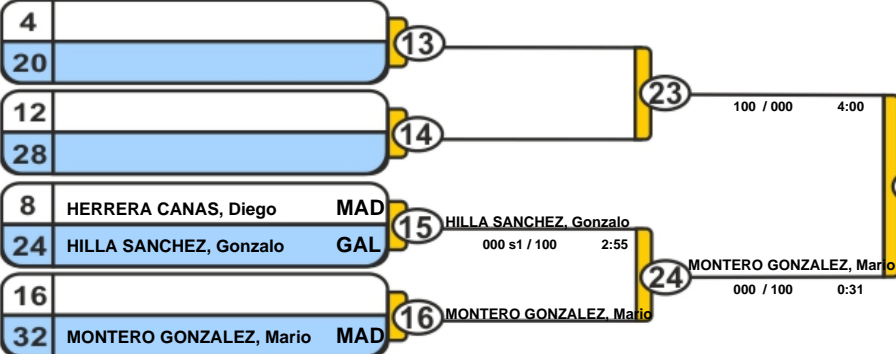 4
20
13
12
28
14
23
100 / 000 4:00
8 HERRERA CANAS, Diego MAD
24 HILLA SANCHEZ, Gonzalo GAL
15
HILLA SANCHEZ, Gonzalo
000 s1 / 100 2:55
16
32 MONTERO GONZALEZ, Mario MAD
16
MONTERO GONZALEZ, Mario
24
MONTERO GONZALEZ, Mario
000 / 100 0:31